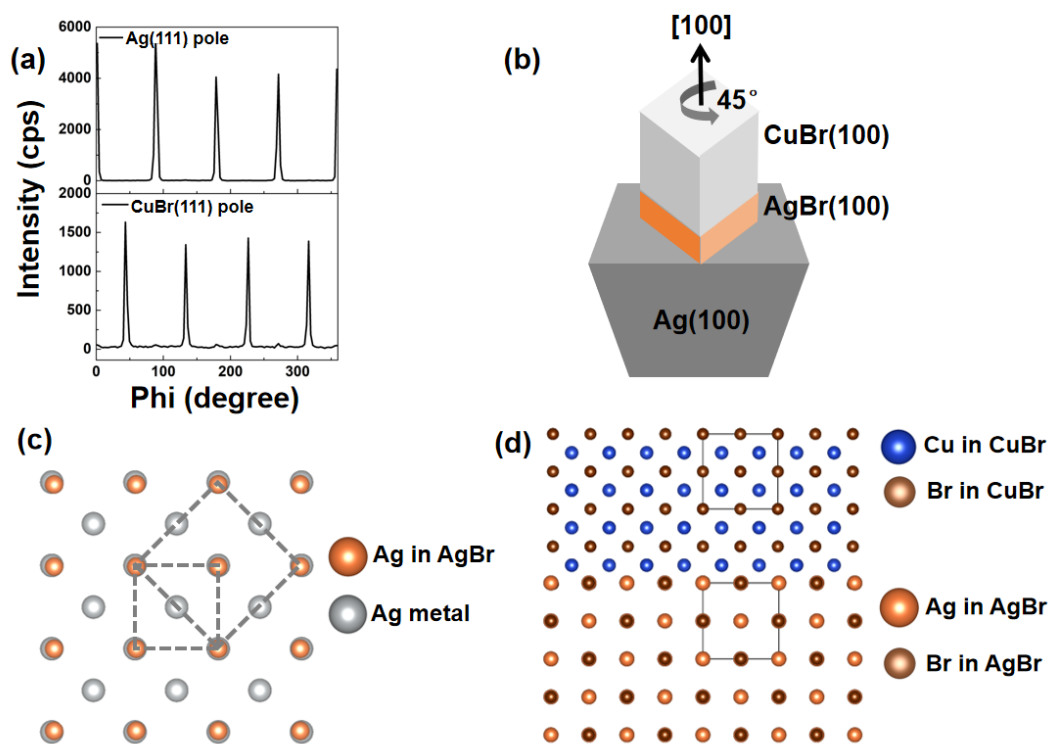 (a)
Ag(111) pole
6000
4000
2000
0
CuBr(111) pole
2000
1500
1000
500
0
Intensity (cps)
0 100 200 300
Phi (degree)
(b)
[100]
45°
CuBr(100)
AgBr(100)
Ag(100)
(c)
Ag in AgBr
Ag metal
(d)
Cu in CuBr
Br in CuBr
Ag in AgBr
Br in AgBr